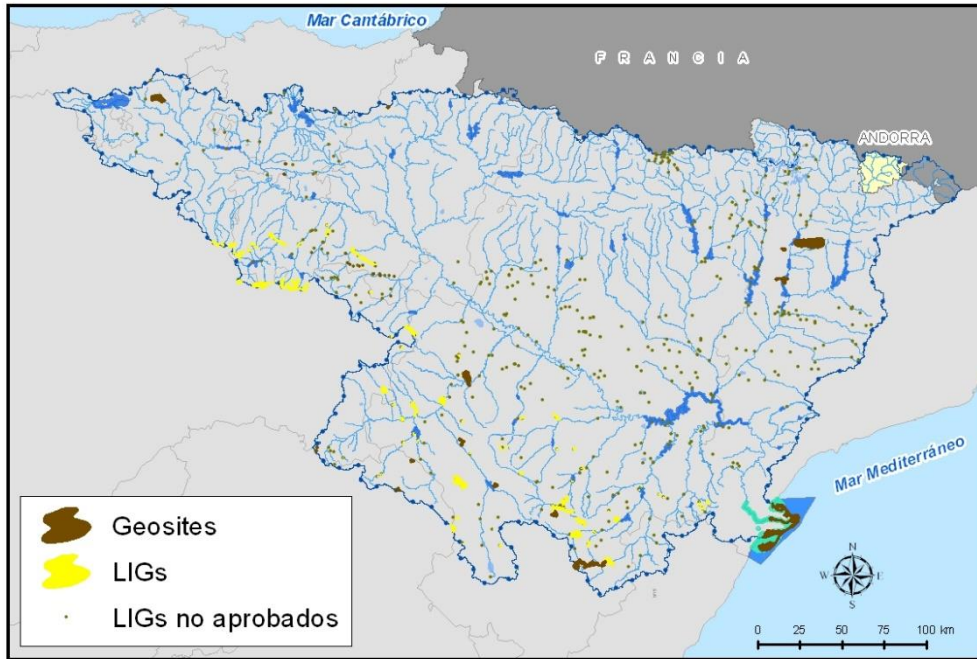 Mar Cantábrico
FRANCIA
ANDORRA
Mar Mediterráneo
Geosites
LIGs
LIGs no aprobados
N
W E
S
0 25 50 75 100 km